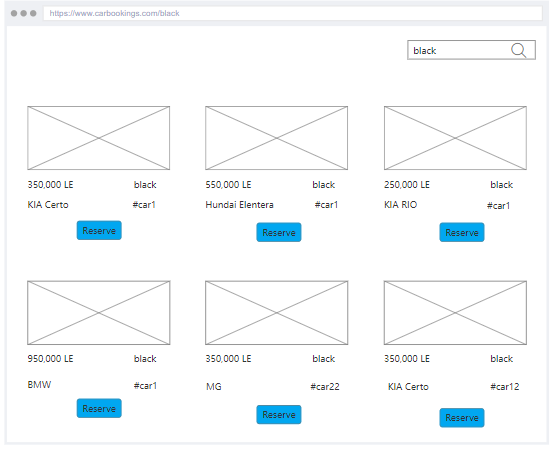 https://www.carbookings.com/black
black
350,000 LE black
KIA Certo #car1
Reserve
550,000 LE black
Hundai Elentera #car1
Reserve
250,000 LE black
KIA RIO #car1
Reserve
950,000 LE black
BMW #car1
Reserve
350,000 LE black
MG #car22
Reserve
350,000 LE black
KIA Certo #car12
Reserve